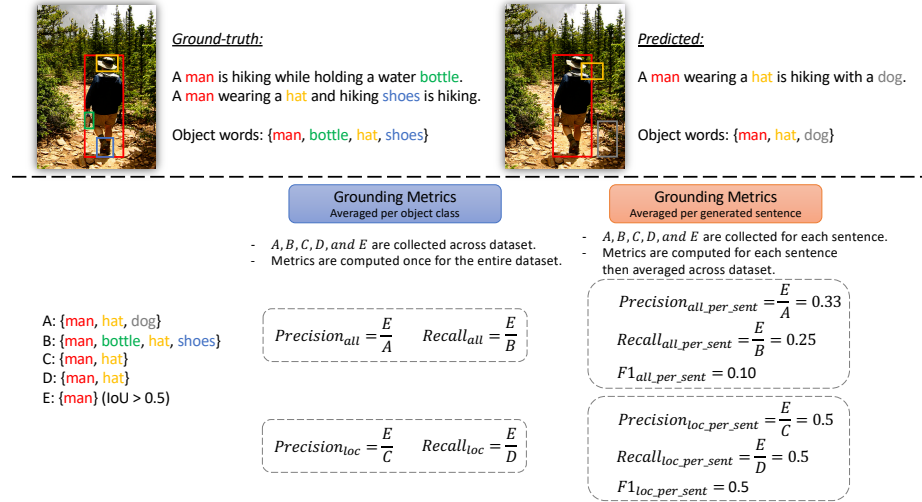 Ground-truth:
A man is hiking while holding a water bottle.
A man wearing a hat and hiking shoes is hiking.
Object words: {man, bottle, hat, shoes}
Predicted:
A man wearing a hat is hiking with a dog.
Object words: {man, hat, dog}
Grounding Metrics
Averaged per object class
- A, B, C, D, and E are collected across dataset.
- Metrics are computed once for the entire dataset.
Grounding Metrics
Averaged per generated sentence
- A, B, C, D, and E are collected for each sentence.
- Metrics are computed for each sentence
then averaged across dataset.
A: {man, hat, dog}
B: {man, bottle, hat, shoes}
C: {man, hat}
D: {man, hat}
E: {man} (IoU > 0.5)
Precision_all = E/A Recall_all = E/B
Precision_loc = E/C Recall_loc = E/D
Precision_all_per_sent = E/A = 0.33
Recall_all_per_sent = E/B = 0.25
F1_all_per_sent = 0.10
Precision_loc_per_sent = E/C = 0.5
Recall_loc_per_sent = E/D = 0.5
F1_loc_per_sent = 0.5